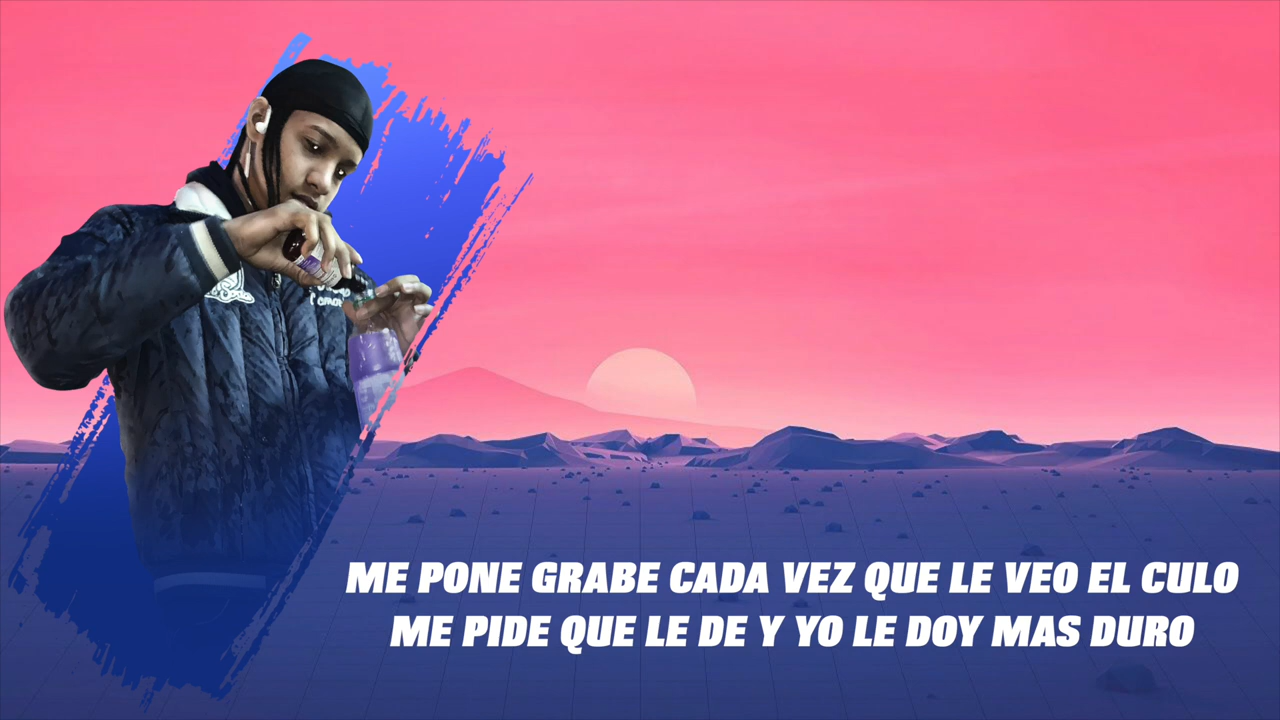 ME PONE GRABE CADA VEZ QUE LE VEO EL CULO
ME PIDE QUE LE DE Y YO LE DOY MAS DURO